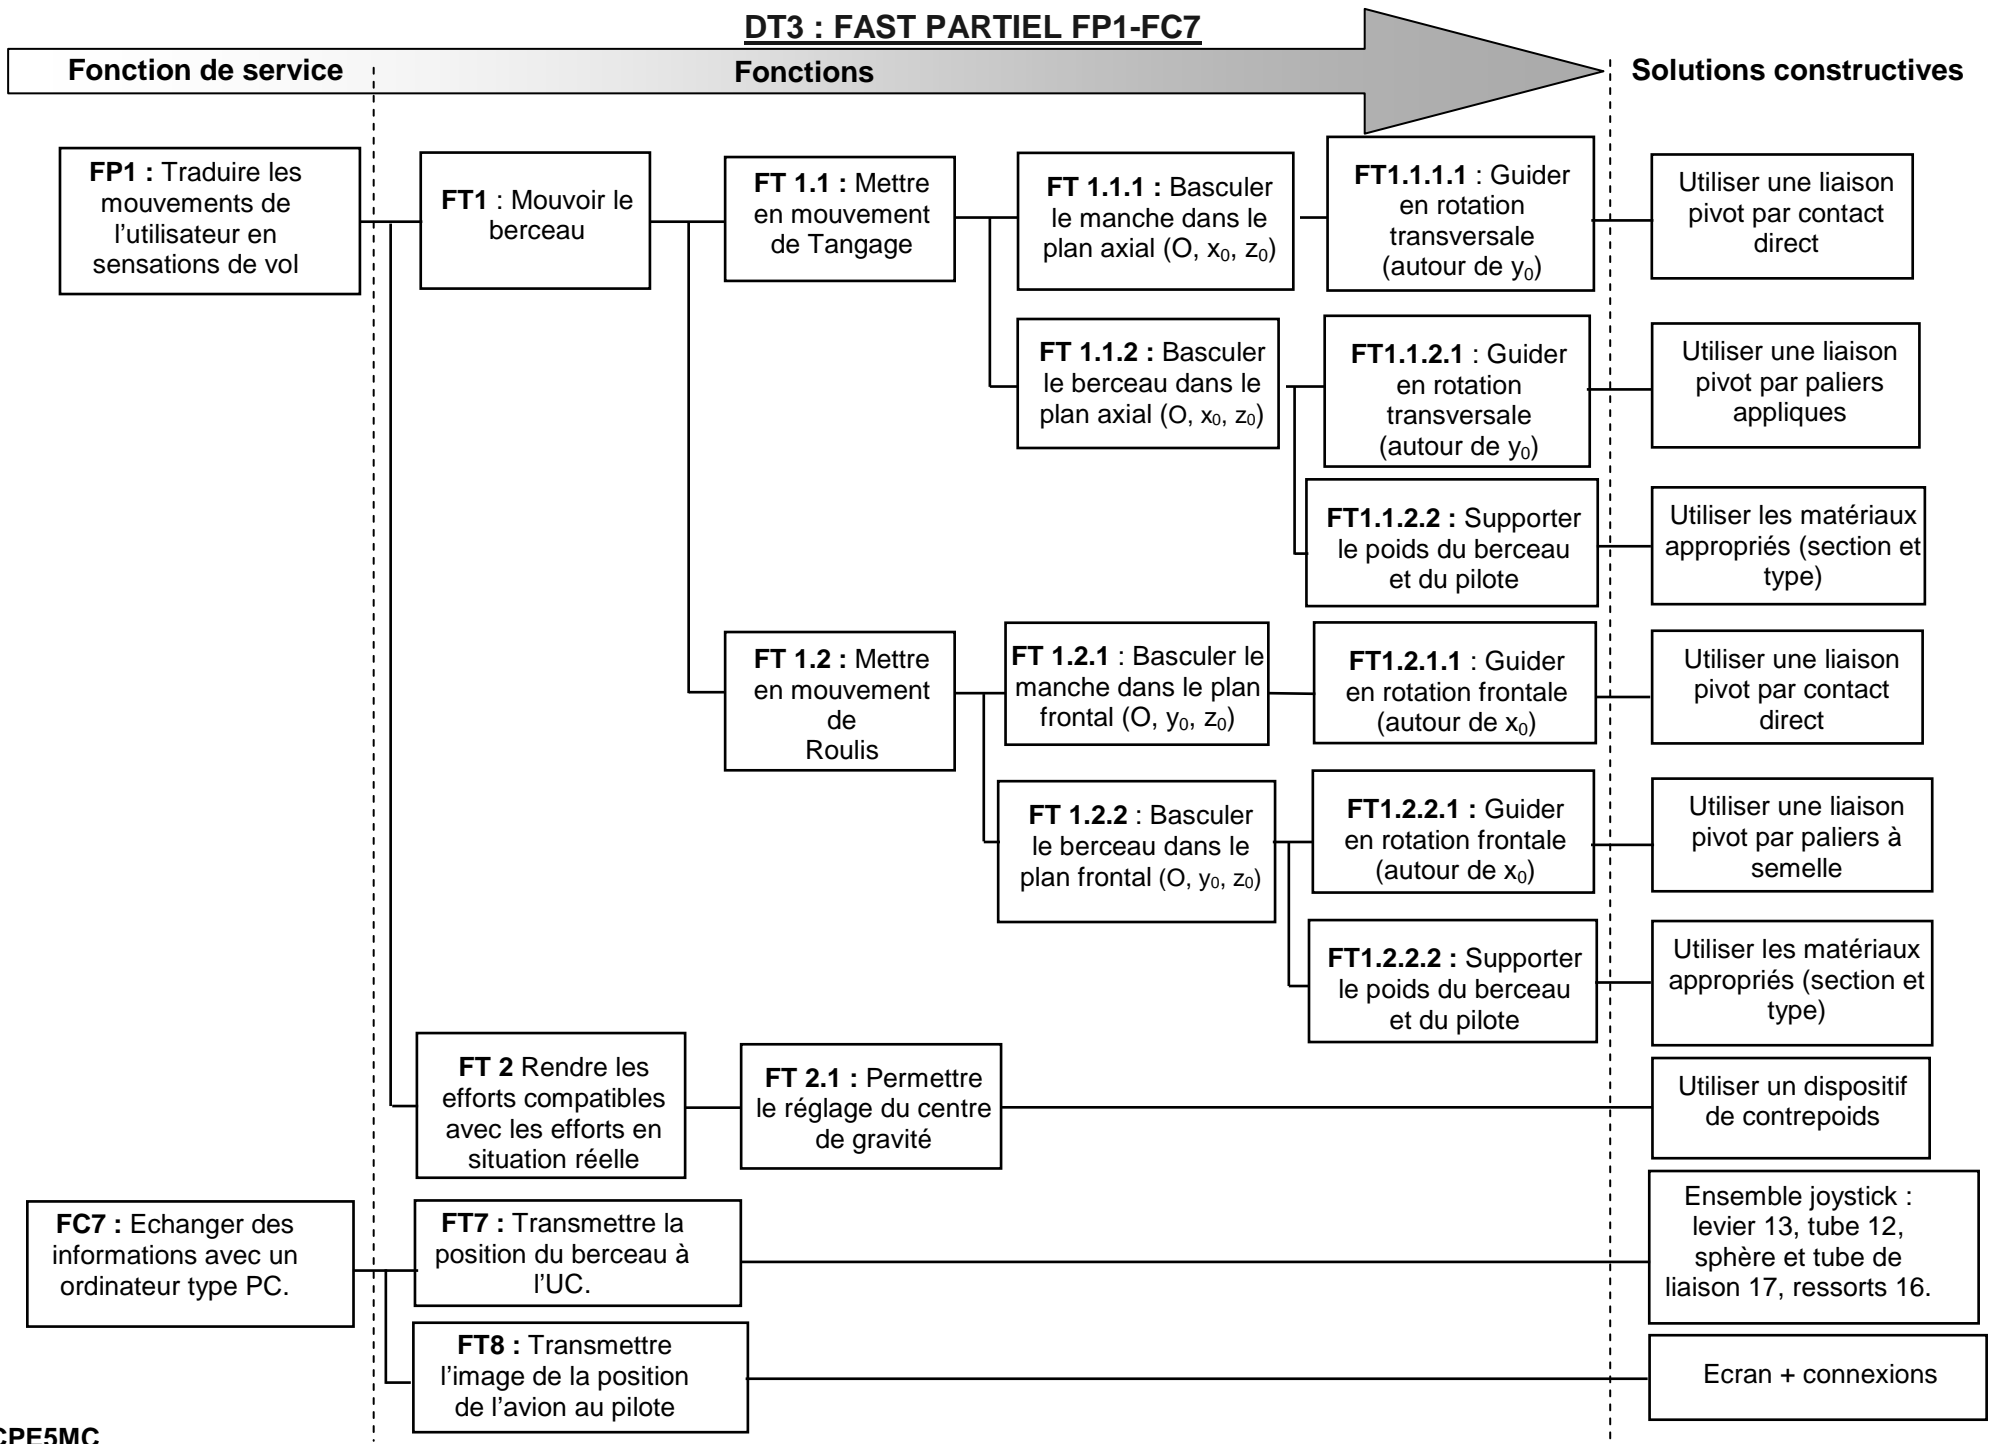 DT3 : FAST PARTIEL FP1-FC7
Fonction de service
Fonctions
Solutions constructives
FP1 : Traduire les
mouvements de
l'utilisateur en
sensations de vol
FT1 : Mouvoir le
berceau
FT 1.1 : Mettre
en mouvement
de Tangage
FT 1.1.1 : Basculer
le manche dans le
plan axial (O, x₀, z₀)
FT1.1.1.1 : Guider
en rotation
transversale
(autour de y₀)
Utiliser une liaison
pivot par contact
direct
FT 1.1.2 : Basculer
le berceau dans le
plan axial (O, x₀, z₀)
FT1.1.2.1 : Guider
en rotation
transversale
(autour de y₀)
Utiliser une liaison
pivot par paliers
appliques
FT1.1.2.2 : Supporter
le poids du berceau
et du pilote
Utiliser les matériaux
appropriés (section et
type)
FT 1.2 : Mettre
en mouvement
de
Roulis
FT 1.2.1 : Basculer le
manche dans le plan
frontal (O, y₀, z₀)
FT1.2.1.1 : Guider
en rotation frontale
(autour de x₀)
Utiliser une liaison
pivot par contact
direct
FT 1.2.2 : Basculer
le berceau dans le
plan frontal (O, y₀, z₀)
FT1.2.2.1 : Guider
en rotation frontale
(autour de x₀)
Utiliser une liaison
pivot par paliers à
semelle
FT1.2.2.2 : Supporter
le poids du berceau
et du pilote
Utiliser les matériaux
appropriés (section et
type)
FT 2 Rendre les
efforts compatibles
avec les efforts en
situation réelle
FT 2.1 : Permettre
le réglage du centre
de gravité
Utiliser un dispositif
de contrepoids
FC7 : Echanger des
informations avec un
ordinateur type PC.
FT7 : Transmettre la
position du berceau à
l'UC.
Ensemble joystick :
levier 13, tube 12,
sphère et tube de
liaison 17, ressorts 16.
FT8 : Transmettre
l'image de la position
de l'avion au pilote
Ecran + connexions
CPE5MC